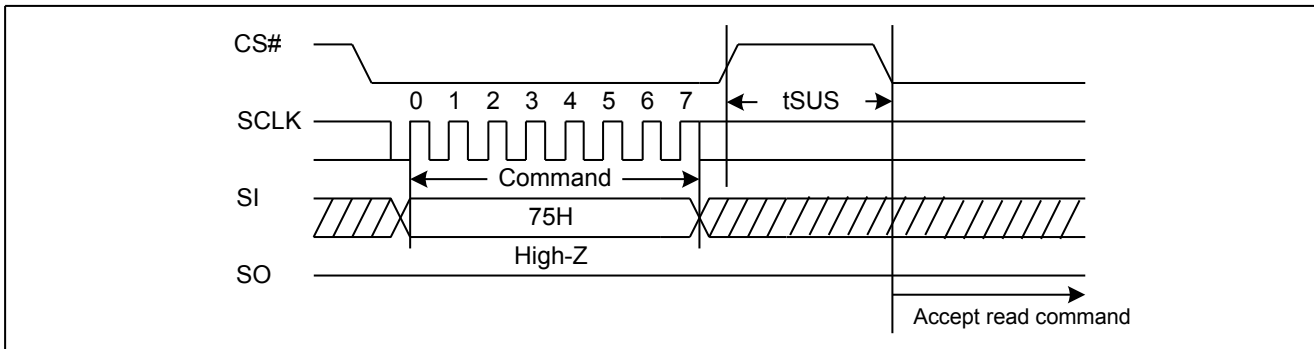 CS#
tSUS
0 1 2 3 4 5 6 7
SCLK
Command
SI
75H
High-Z
SO
Accept read command